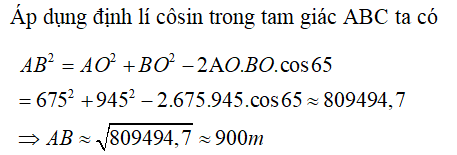 Áp dụng định lí côsin trong tam giác ABC ta có
AB² = AO² + BO² − 2AO.BO.cos65
= 675² + 945² − 2.675.945.cos65 ≈ 809494,7
⇒ AB ≈ √809494,7 ≈ 900m